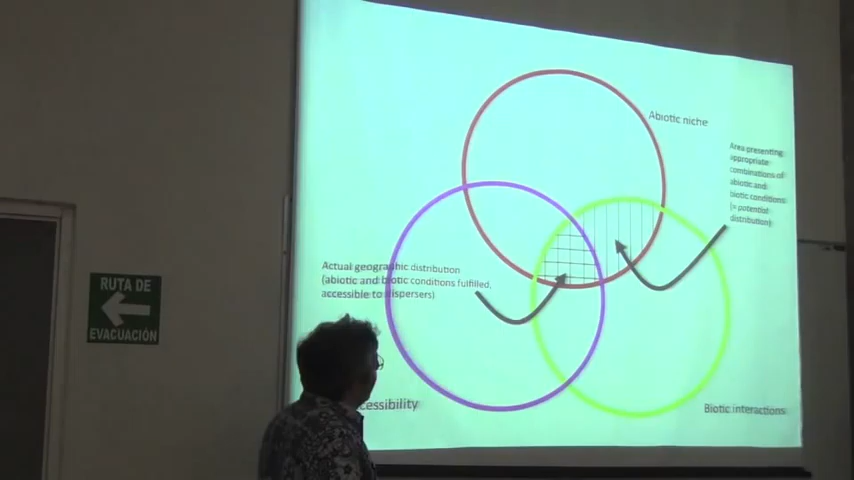 Abiotic niche
Area presenting
appropriate
combinations of
abiotic and
biotic conditions
(= potential
distribution)
Actual geographic distribution
(abiotic and biotic conditions fulfilled,
accessible to dispersers)
RUTA DE
EVACUACIÓN
cessibility
Biotic interactions